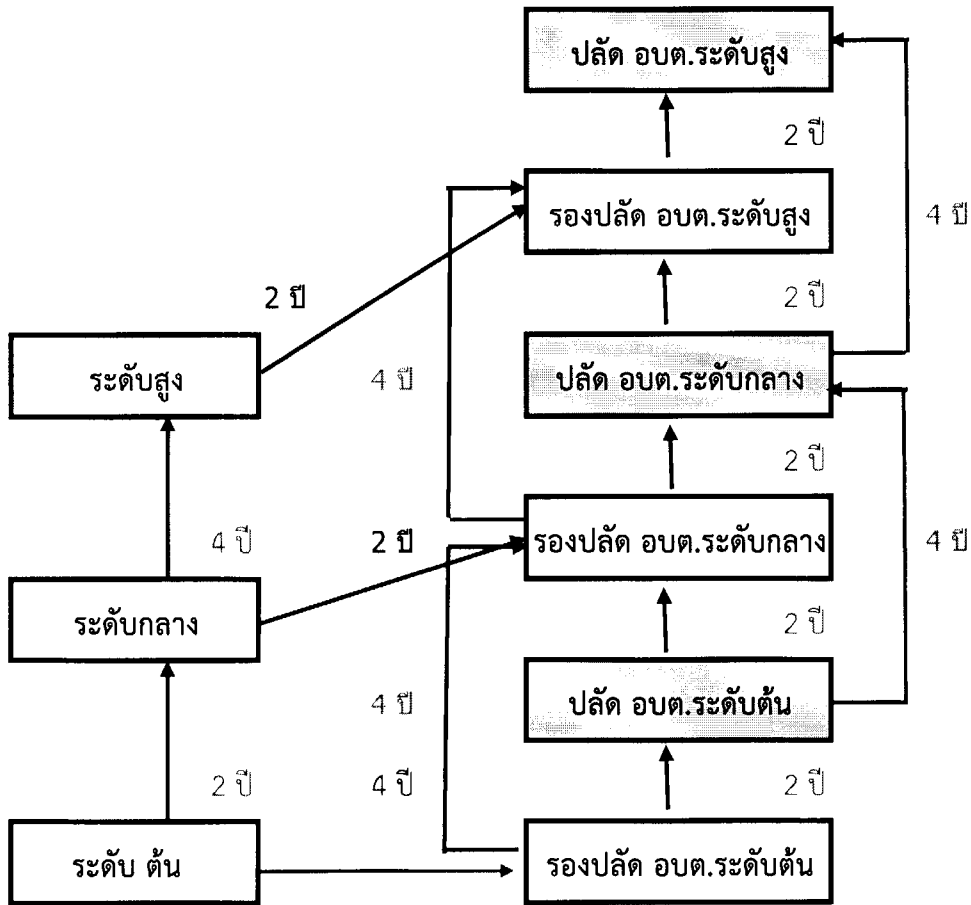 ปลัด อบต.ระดับสูง
2 ปี
รองปลัด อบต.ระดับสูง
4 ปี
2 ปี
2 ปี
ระดับสูง
4 ปี
ปลัด อบต.ระดับกลาง
2 ปี
4 ปี
2 ปี
รองปลัด อบต.ระดับกลาง
4 ปี
ระดับกลาง
2 ปี
4 ปี
ปลัด อบต.ระดับต้น
2 ปี
4 ปี
2 ปี
ระดับ ต้น
รองปลัด อบต.ระดับต้น